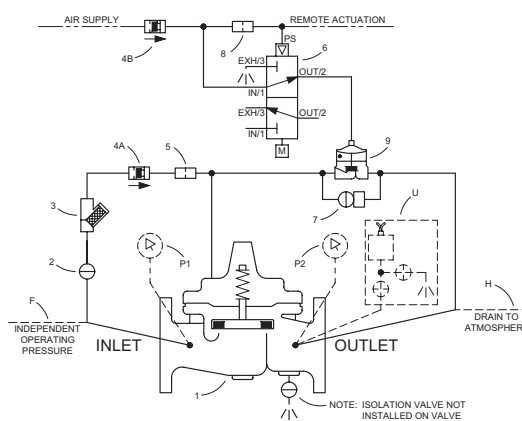 AIR SUPPLY
REMOTE ACTUATION
4B
8
PS
6
EXH/3
OUT/2
IN/1
EXH/3
OUT/2
IN/1
M
9
4A
5
3
7
U
P1
P2
2
F
H
INDEPENDENT
OPERATING
PRESSURE
INLET
OUTLET
DRAIN TO
ATMOSPHER
1
NOTE: ISOLATION VALVE NOT
INSTALLED ON VALVE